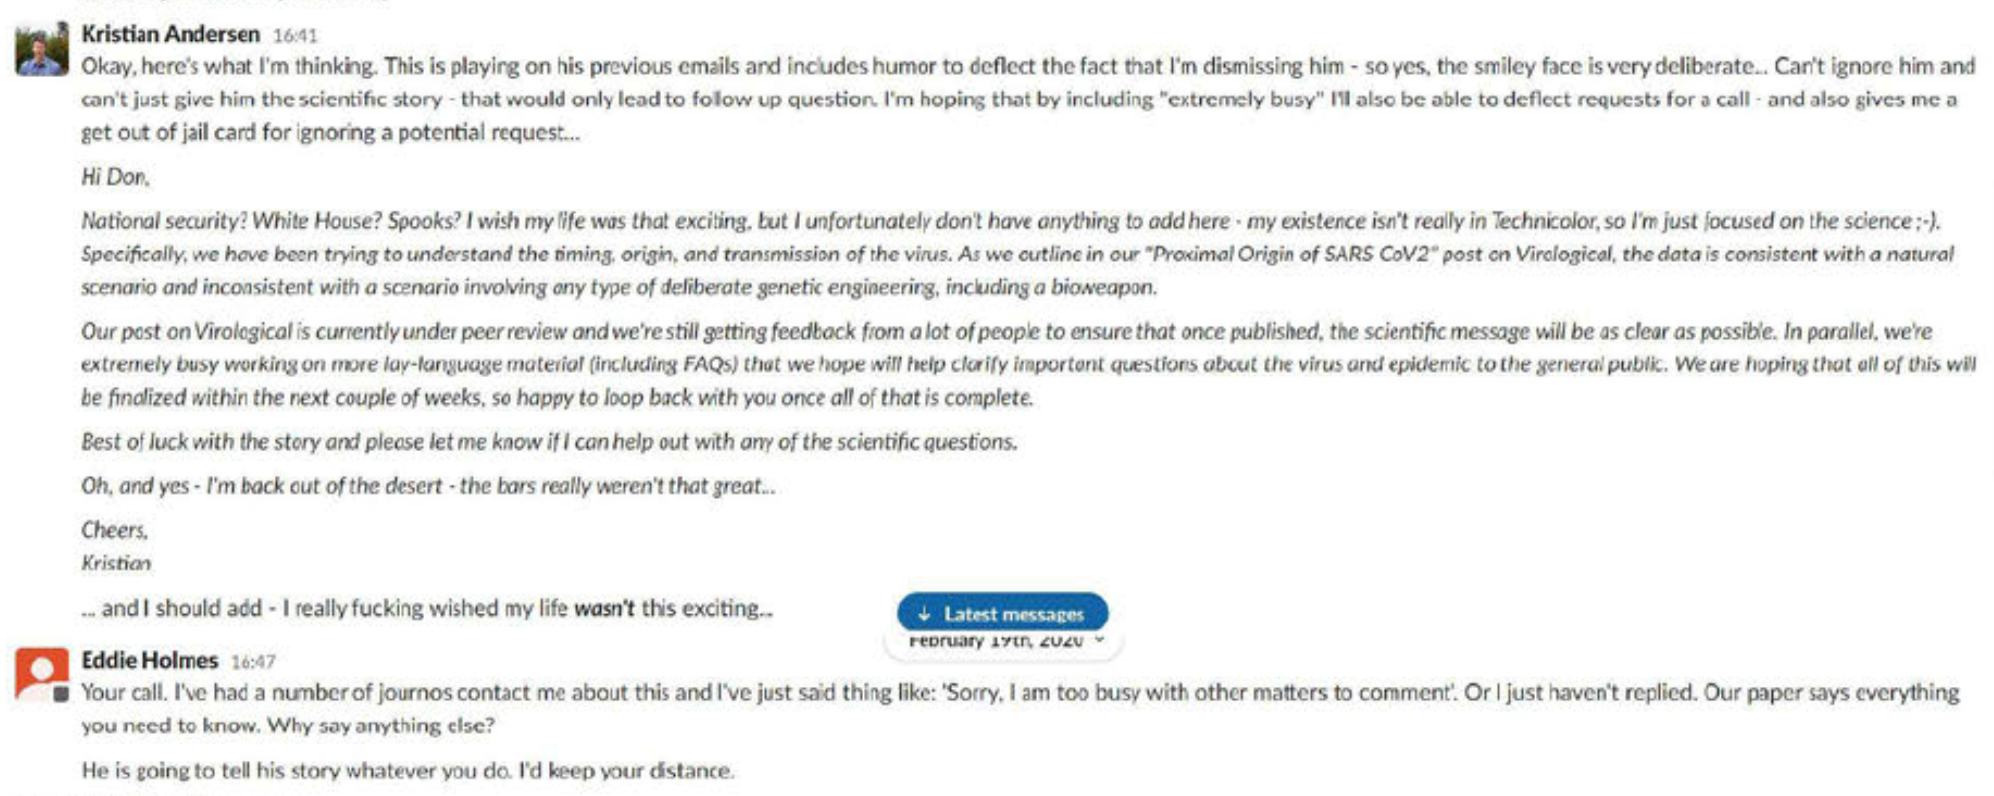 Kristian Andersen 16:41
Okay, here's what I'm thinking. This is playing on his previous emails and includes humor to deflect the fact that I'm dismissing him - so yes, the smiley face is very deliberate... Can't ignore him and
can't just give him the scientific story - that would only lead to follow up question. I'm hoping that by including "extremely busy" I'll also be able to deflect requests for a call - and also gives me a
get out of jail card for ignoring a potential request...
Hi Don,
National security? White House? Spooks? I wish my life was that exciting, but I unfortunately don't have anything to add here - my existence isn't really in Technicolor, so I'm just focused on the science ;-).
Specifically, we have been trying to understand the timing, origin, and transmission of the virus. As we outline in our "Proximal Origin of SARS CoV2" post on Virological, the data is consistent with a natural
scenario and inconsistent with a scenario involving any type of deliberate genetic engineering, including a bioweapon.
Our post on Virological is currently under peer review and we're still getting feedback from a lot of people to ensure that once published, the scientific message will be as clear as possible. In parallel, we're
extremely busy working on more lay-language material (including FAQs) that we hope will help clarify important questions about the virus and epidemic to the general public. We are hoping that all of this will
be finalized within the next couple of weeks, so happy to loop back with you once all of that is complete.
Best of luck with the story and please let me know if I can help out with any of the scientific questions.
Oh, and yes - I'm back out of the desert - the bars really weren't that great...
Cheers,
Kristian
... and I should add - I really fucking wished my life wasn't this exciting...
↓ Latest messages
February 19th, 2020
Eddie Holmes 16:47
Your call. I've had a number of journos contact me about this and I've just said thing like: 'Sorry, I am too busy with other matters to comment'. Or I just haven't replied. Our paper says everything
you need to know. Why say anything else?
He is going to tell his story whatever you do. I'd keep your distance.